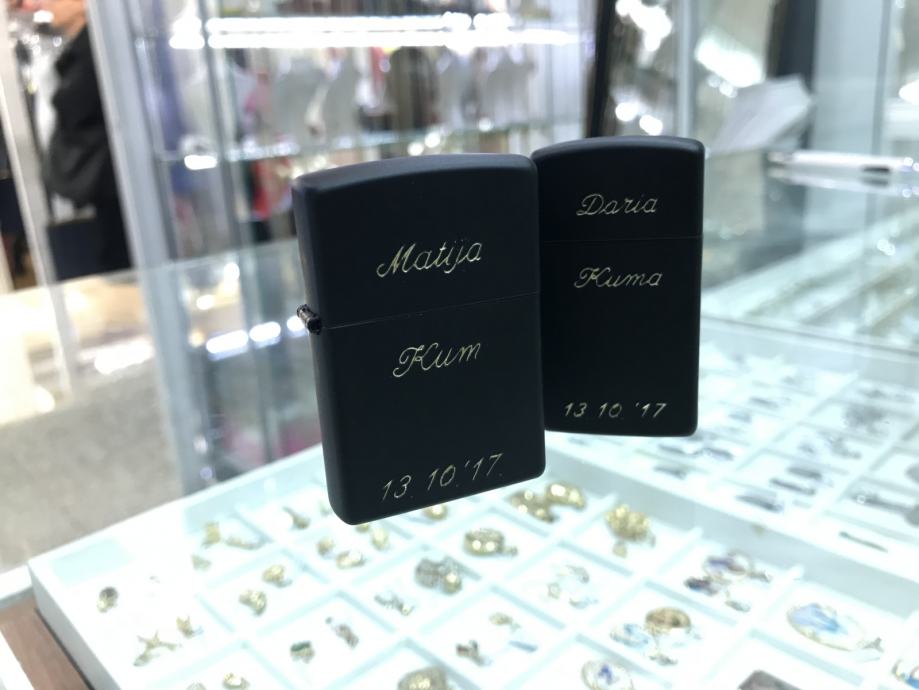 Matija
Kum
13. 10.'17.
Daria
Kuma
13 10.'17